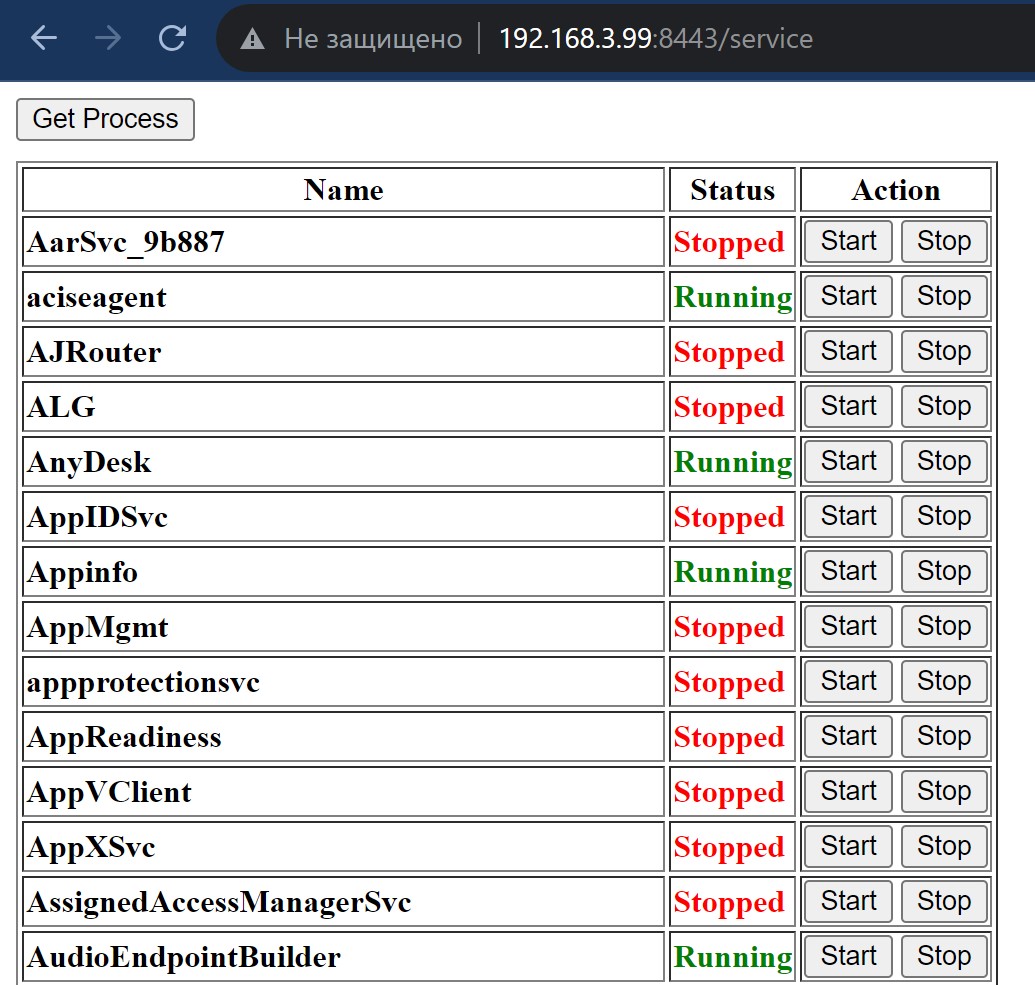 Не защищено 192.168.3.99:8443/service
Get Process
Name Status Action
AarSvc_9b887 Stopped Start Stop
aciseagent Running Start Stop
AJRouter Stopped Start Stop
ALG Stopped Start Stop
AnyDesk Running Start Stop
AppIDSvc Stopped Start Stop
Appinfo Running Start Stop
AppMgmt Stopped Start Stop
appprotectionsvc Stopped Start Stop
AppReadiness Stopped Start Stop
AppVClient Stopped Start Stop
AppXSvc Stopped Start Stop
AssignedAccessManagerSvc Stopped Start Stop
AudioEndpointBuilder Running Start Stop